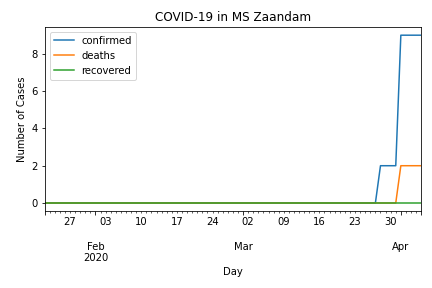 COVID-19 in MS Zaandam
confirmed
deaths
recovered
Number of Cases
8
6
4
2
0
27 03 10 17 24 02 09 16 23 30
Feb Mar Apr
2020
Day